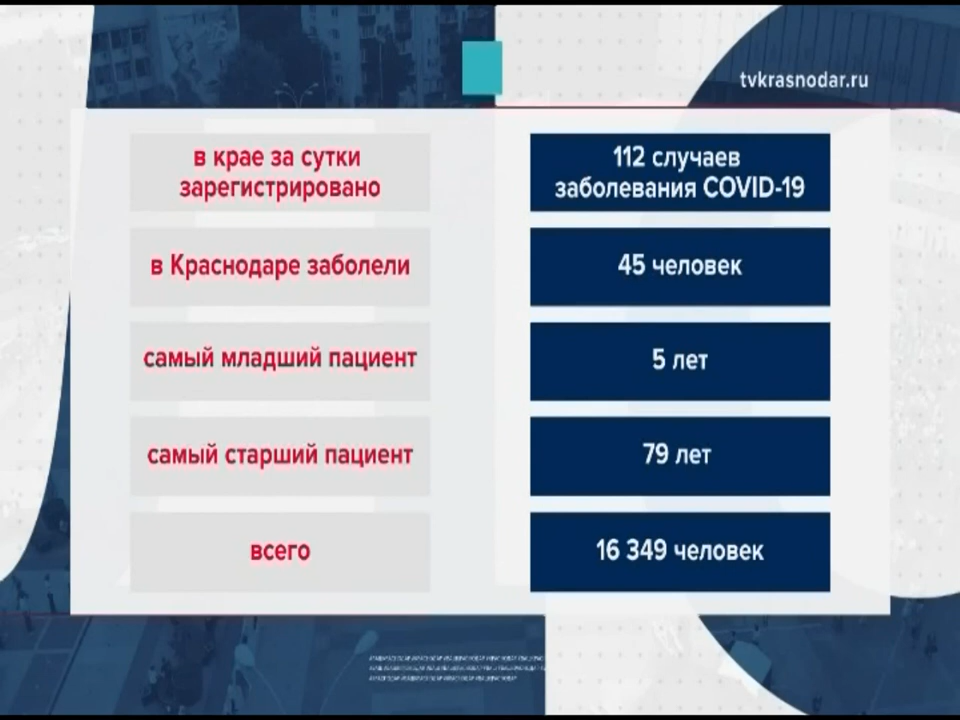 tvkrasnodar.ru
в крае за сутки
зарегистрировано
112 случаев
заболевания COVID-19
в Краснодаре заболели
45 человек
самый младший пациент
5 лет
самый старший пациент
79 лет
всего
16 349 человек